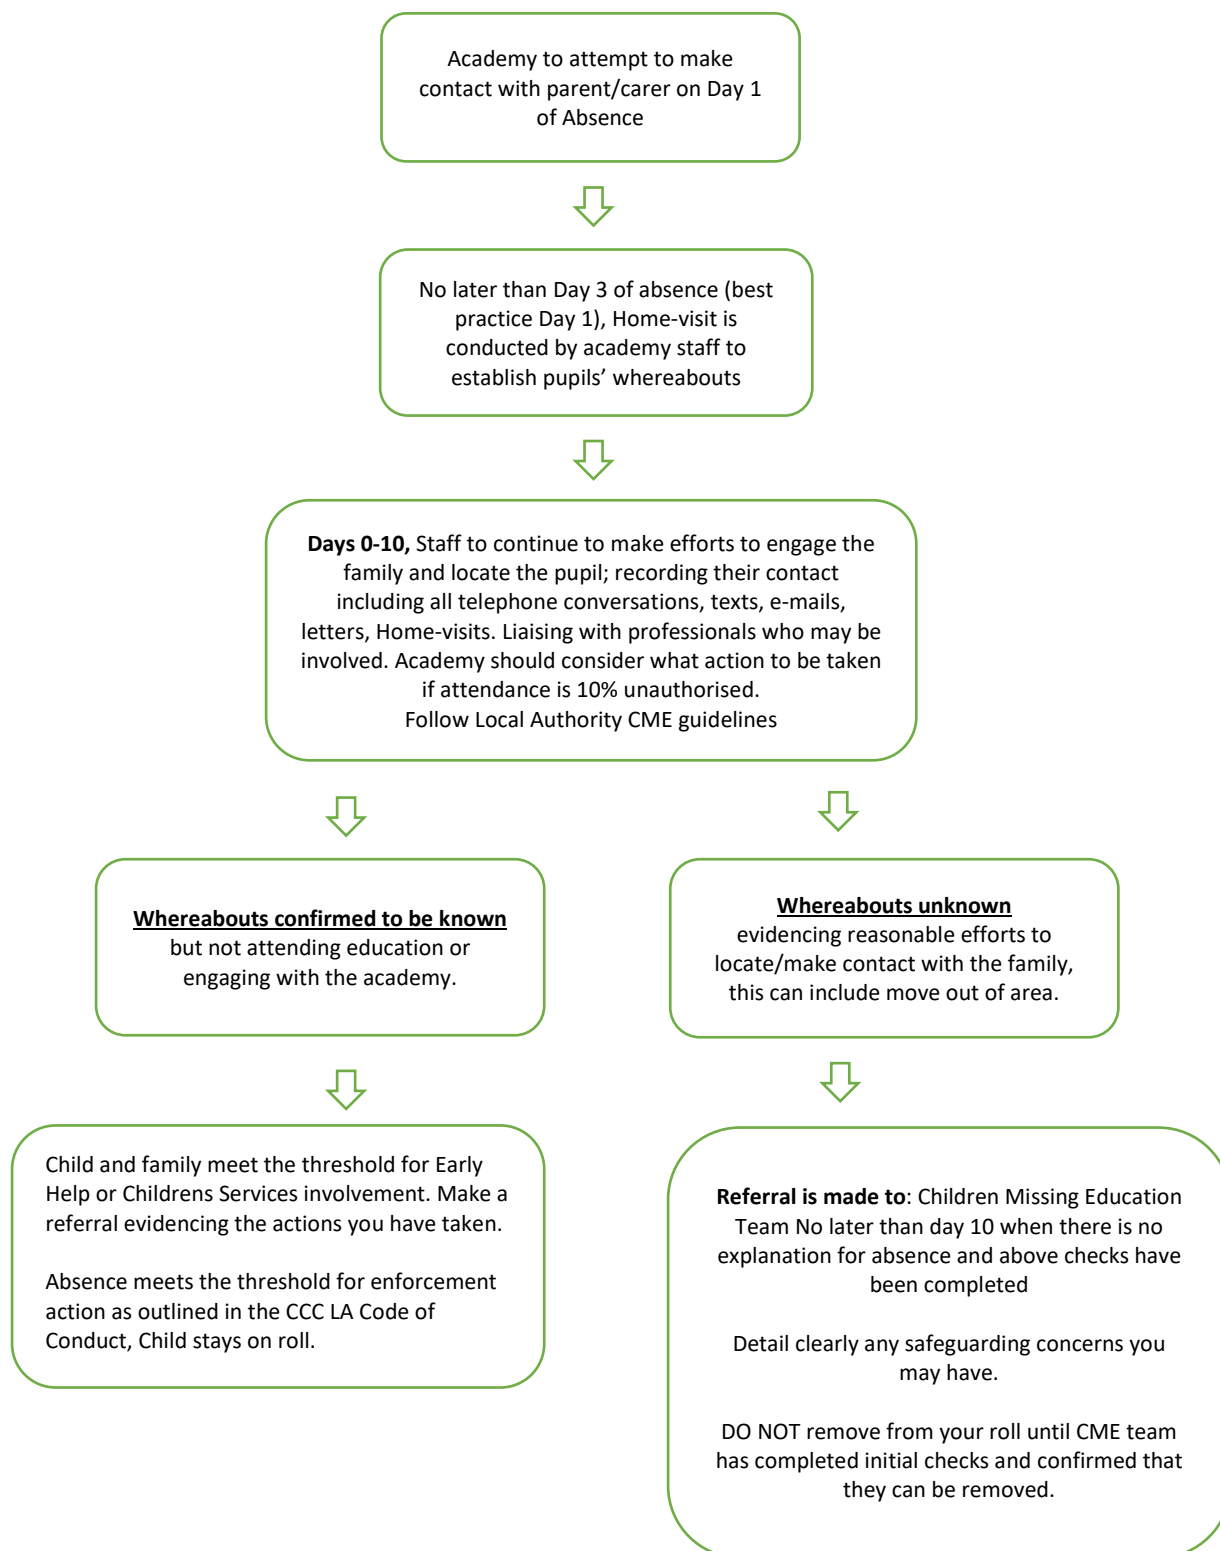 Academy to attempt to make
contact with parent/carer on Day 1
of Absence
No later than Day 3 of absence (best
practice Day 1), Home-visit is
conducted by academy staff to
establish pupils’ whereabouts
Days 0-10, Staff to continue to make efforts to engage the
family and locate the pupil; recording their contact
including all telephone conversations, texts, e-mails,
letters, Home-visits. Liaising with professionals who may be
involved. Academy should consider what action to be taken
if attendance is 10% unauthorised.
Follow Local Authority CME guidelines
Whereabouts confirmed to be known
but not attending education or
engaging with the academy.
Whereabouts unknown
evidencing reasonable efforts to
locate/make contact with the family,
this can include move out of area.
Child and family meet the threshold for Early
Help or Childrens Services involvement. Make a
referral evidencing the actions you have taken.
Absence meets the threshold for enforcement
action as outlined in the CCC LA Code of
Conduct, Child stays on roll.
Referral is made to: Children Missing Education
Team No later than day 10 when there is no
explanation for absence and above checks have
been completed
Detail clearly any safeguarding concerns you
may have.
DO NOT remove from your roll until CME team
has completed initial checks and confirmed that
they can be removed.